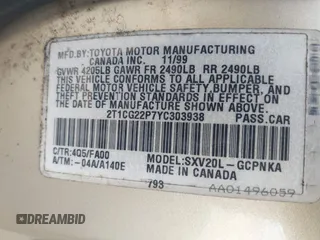 MFD.BY:TOYOTA MOTOR MANUFACTURING
CANADA INC. 11/99
GVWR 4205LB GAWR FR 2490LB RR 2490LB
THIS VEHICLE CONFORMS TO ALL APPLICABLE
FEDERAL MOTOR VEHICLE SAFETY, BUMPER, AND
THEFT PREVENTION STANDARDS IN EFFECT ON
THE DATE OF MANUFACTURE SHOWN ABOVE.
2T1CG22P7YC303938 PASS.CAR
C/TR:4Q5/FA00 MODEL:SXV20L-GCPNKA
A/TM:-04A/A140E MADE IN CANADA
793
AA01496059
DREAMBID